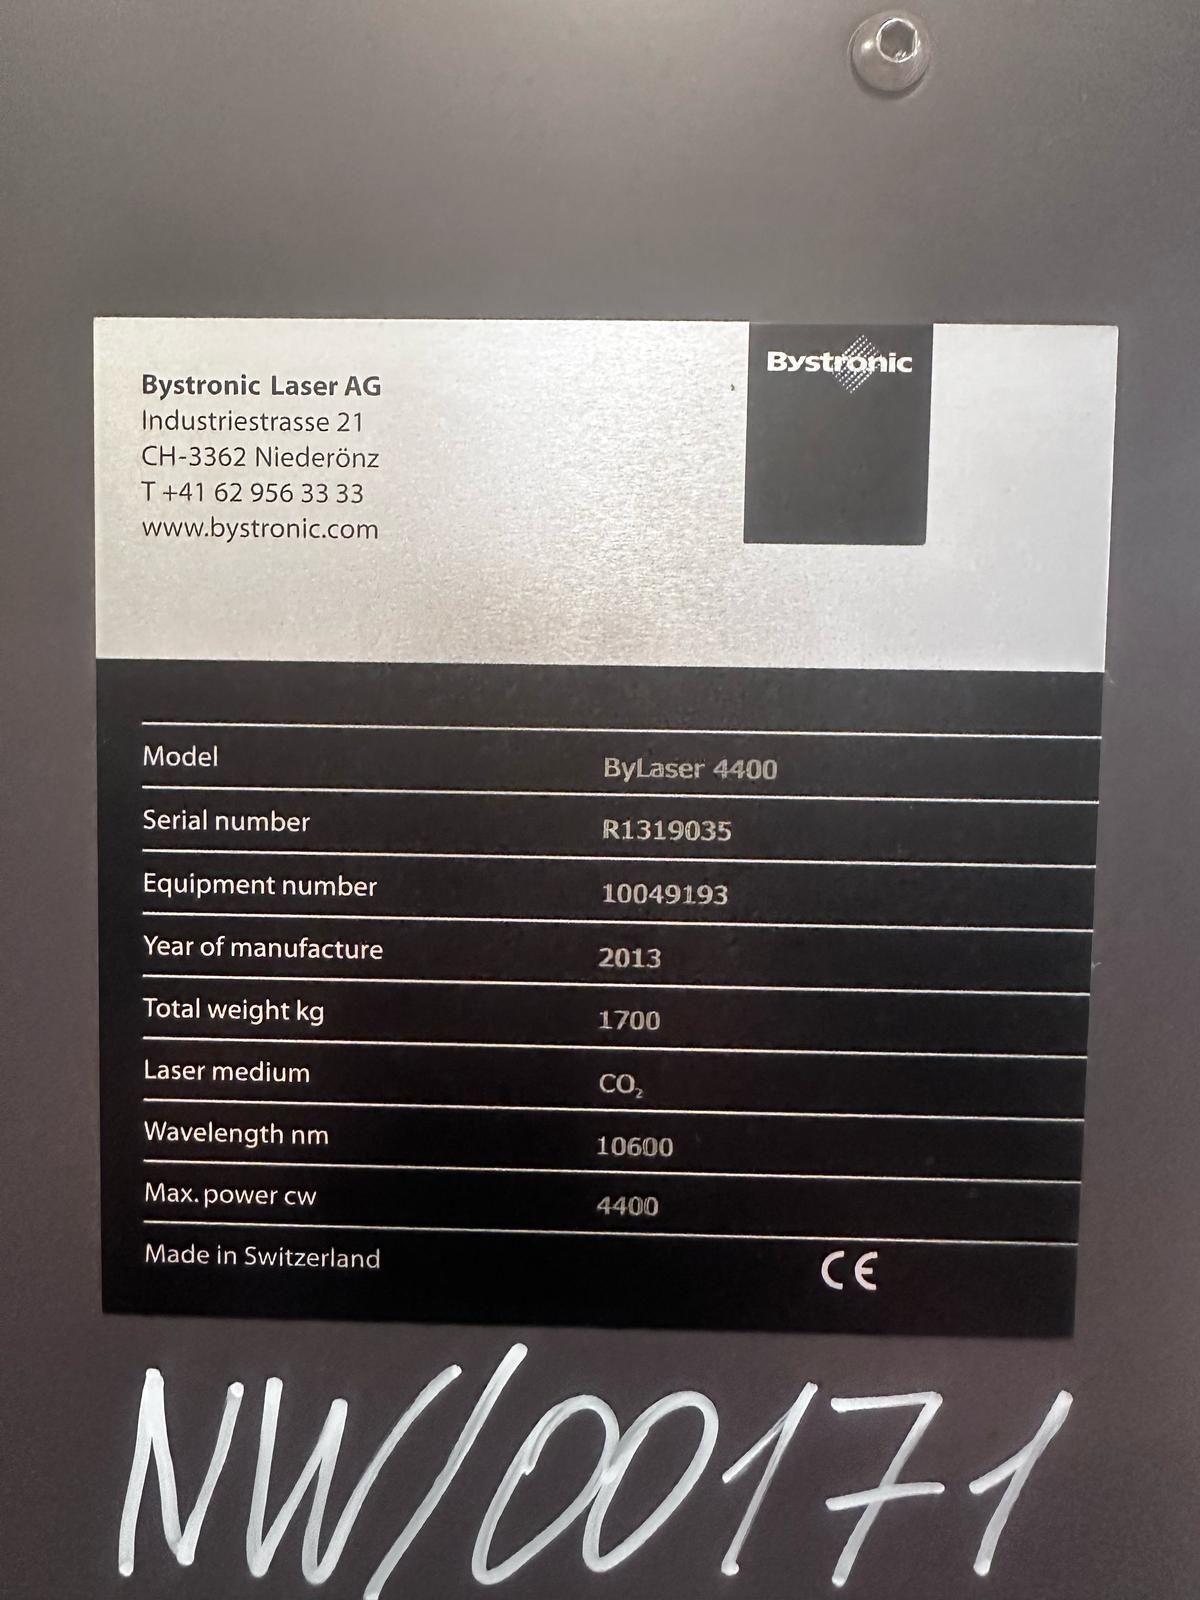 Bystronic Laser AG
Industriestrasse 21
CH-3362 Niederönz
T +41 62 956 33 33
www.bystronic.com
Bystronic
Model ByLaser 4400
Serial number R1319035
Equipment number 10049193
Year of manufacture 2013
Total weight kg 1700
Laser medium CO₂
Wavelength nm 10600
Max. power cw 4400
Made in Switzerland CE
NW/00171